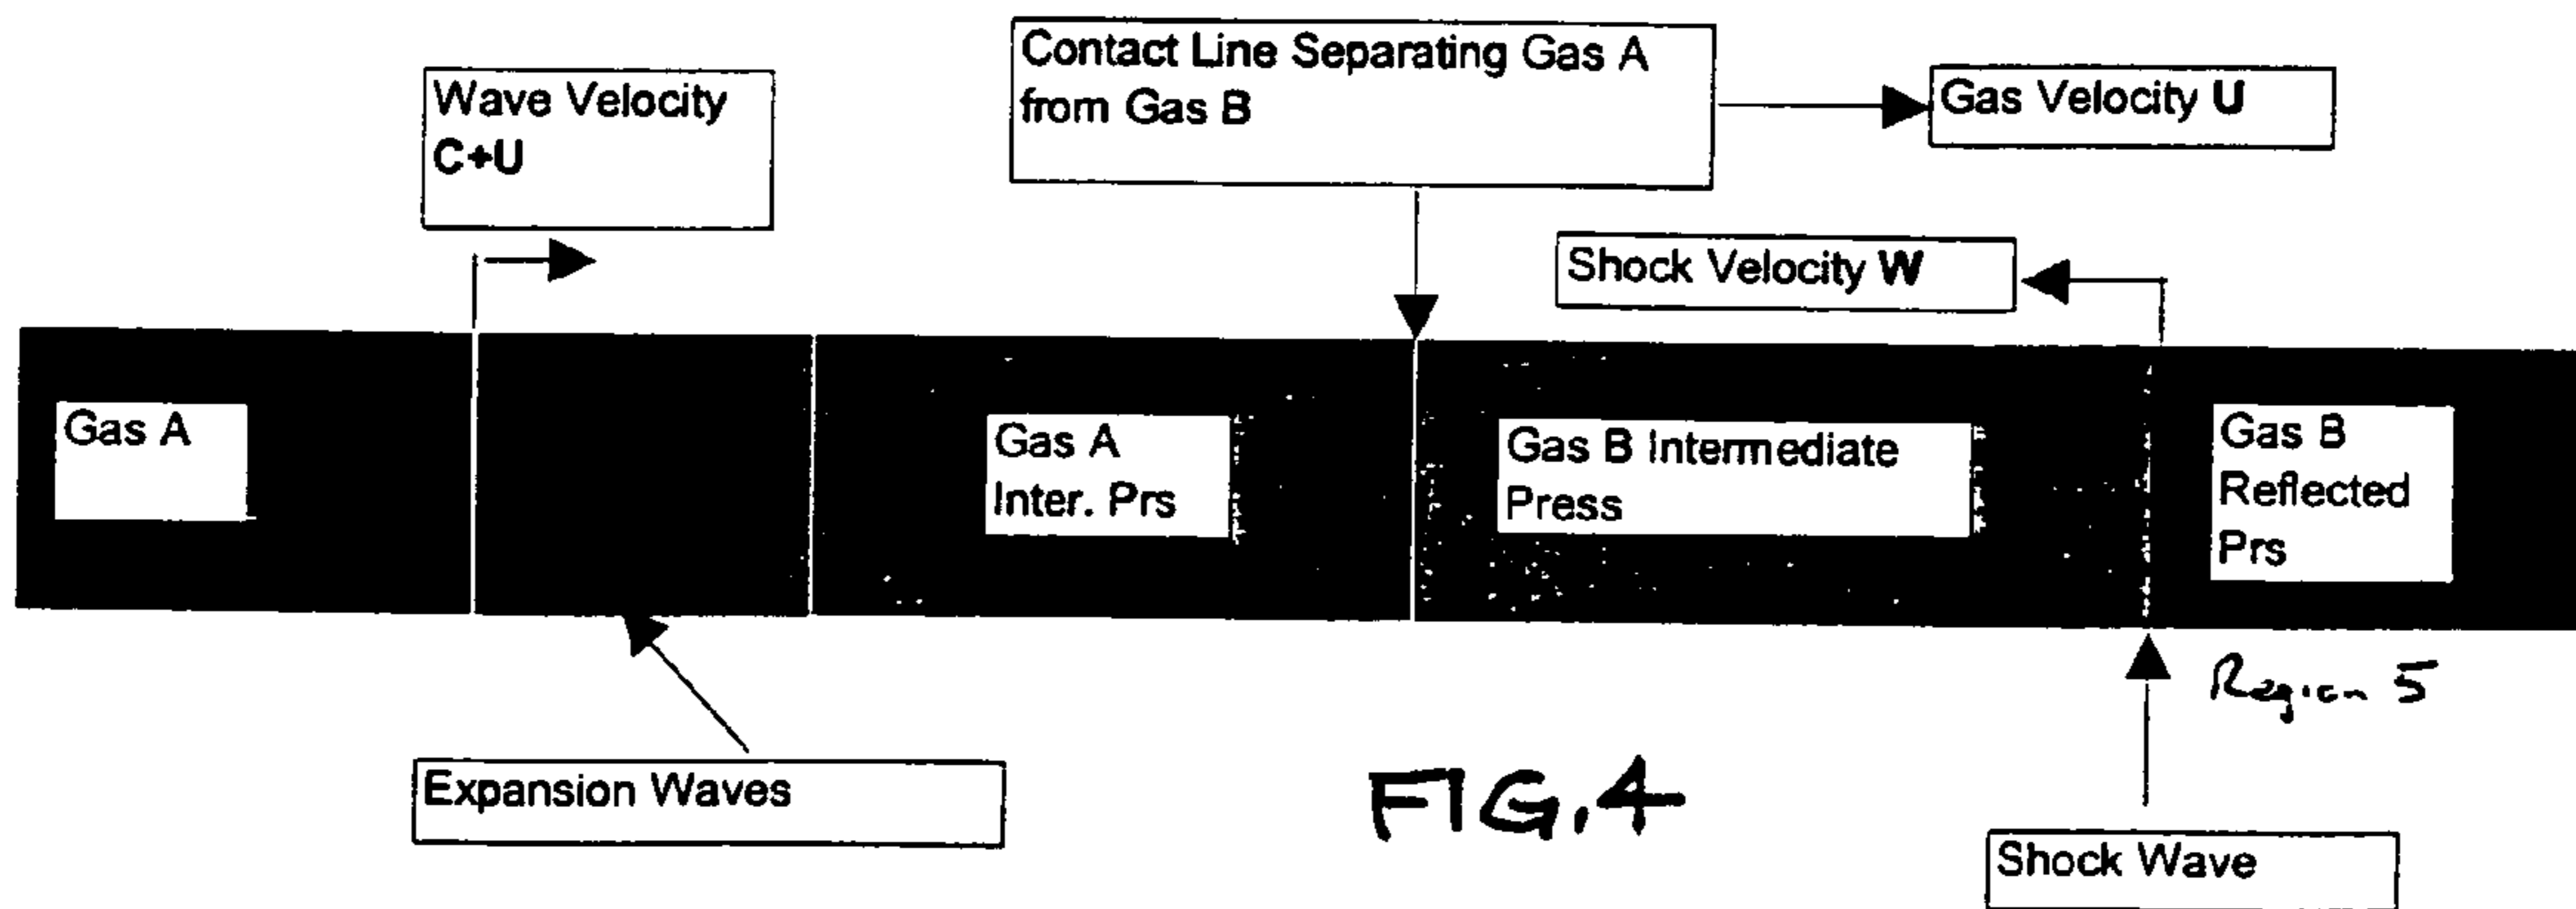 Contact Line Separating Gas A
from Gas B
Wave Velocity
C+U
Gas Velocity U
Shock Velocity W
Gas A
Gas A
Inter. Prs
Gas B Intermediate
Press
Gas B
Reflected
Prs
Region 5
Expansion Waves
FIG.4
Shock Wave